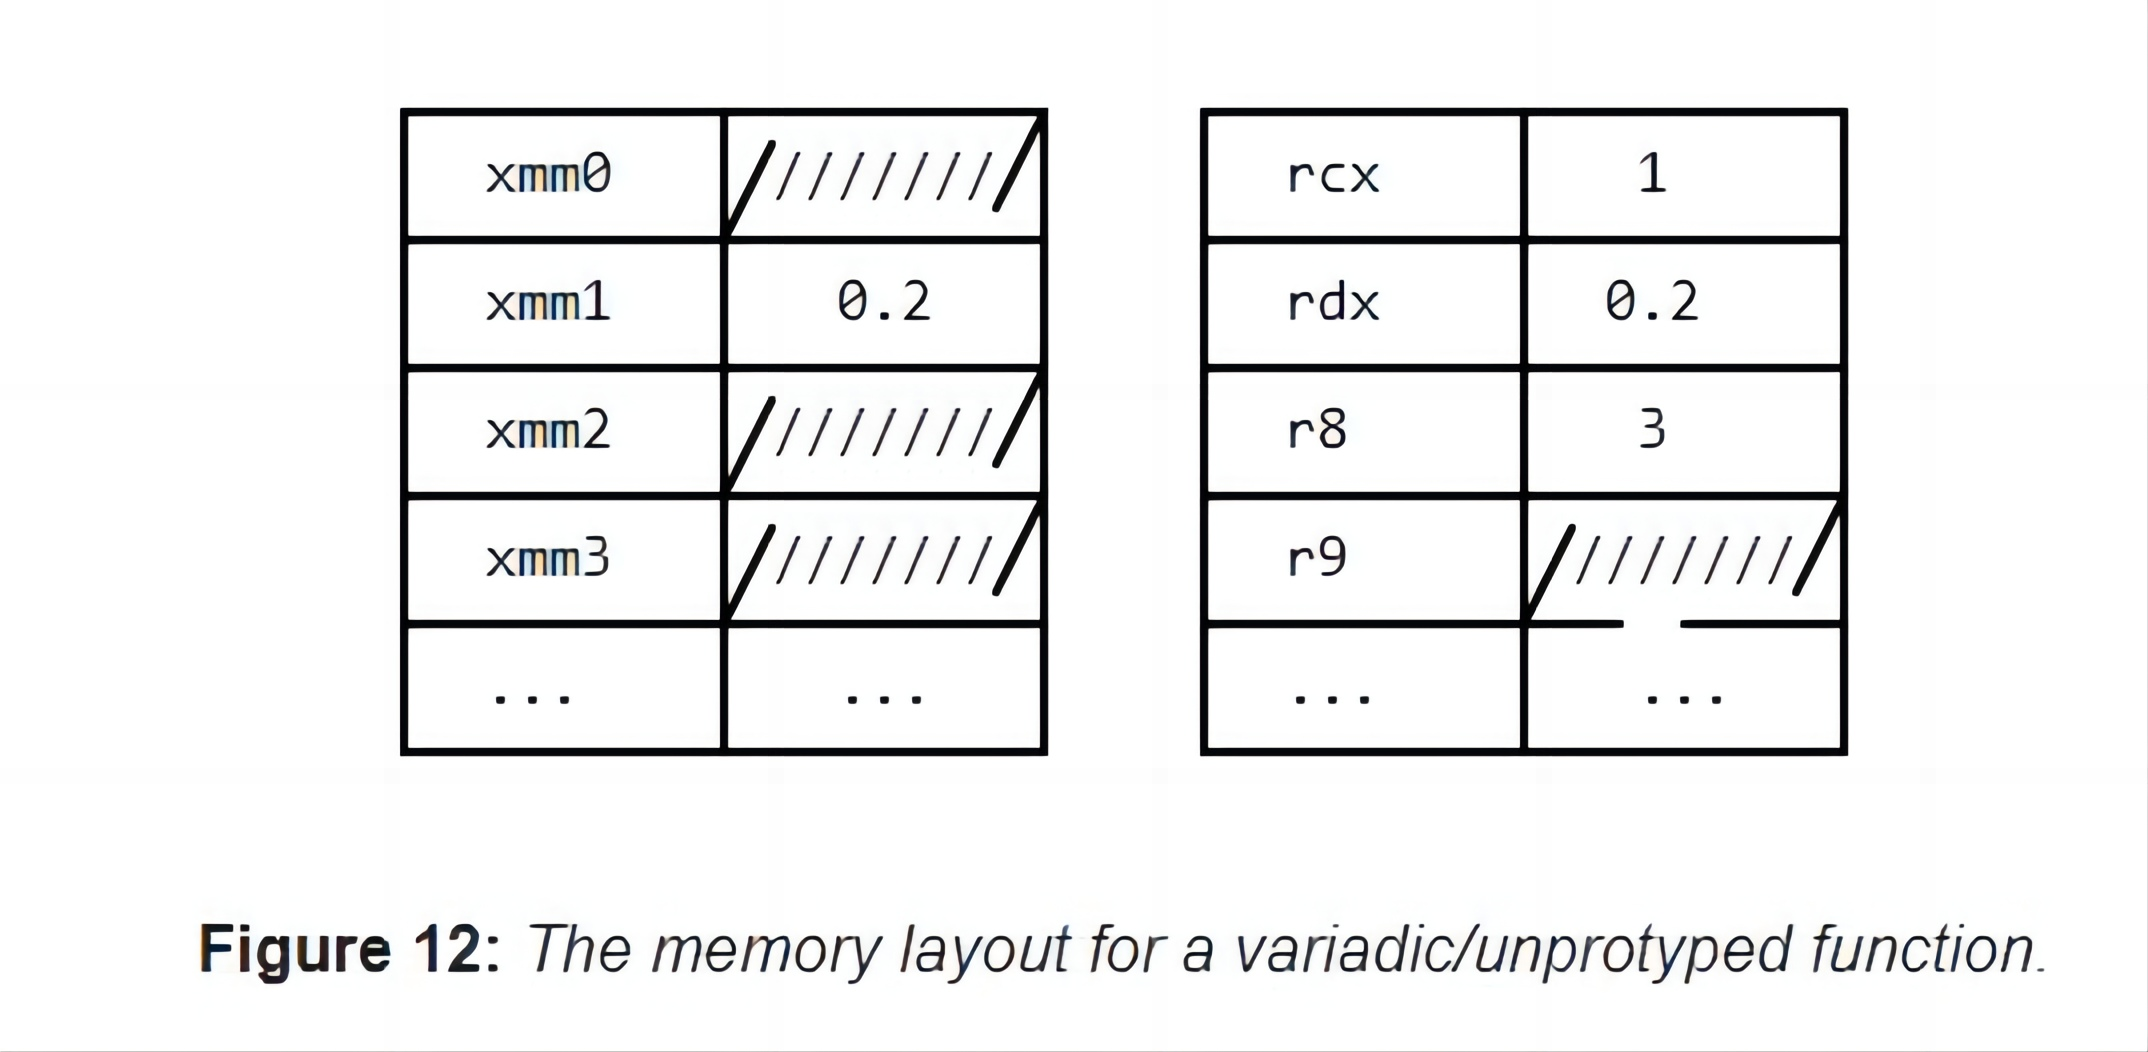 xmm0 //////// rcx 1
xmm1 0.2 rdx 0.2
xmm2 //////// r8 3
xmm3 //////// r9 ////////
... ... ... ...
Figure 12: The memory layout for a variadic/unprotyped function.